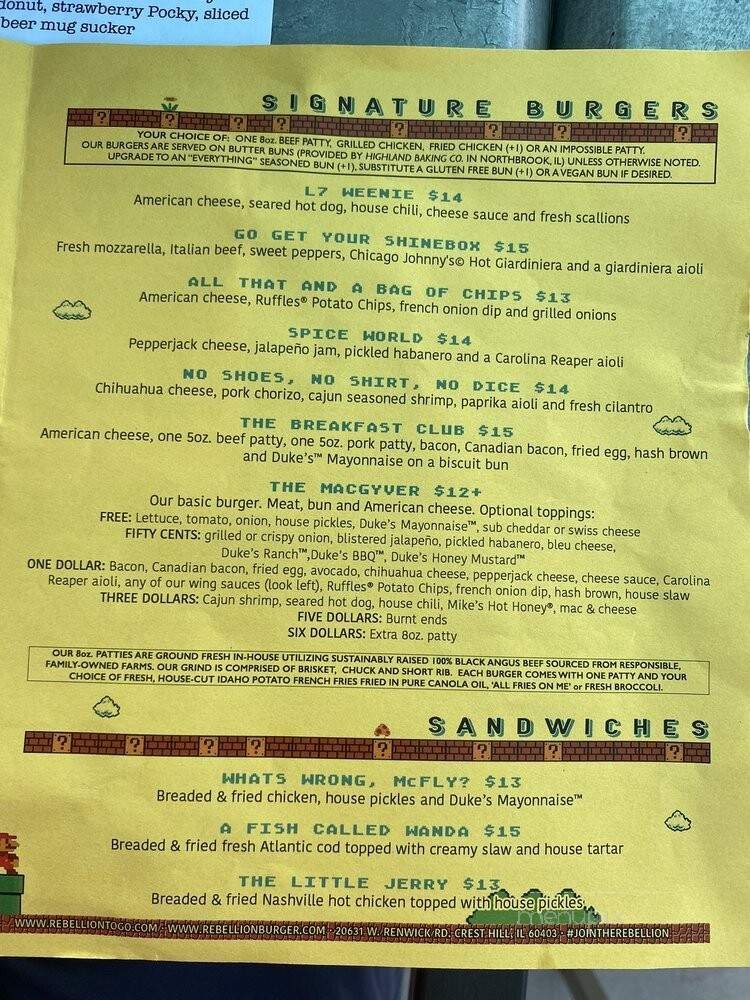 donut, strawberry Pocky, sliced
beer mug sucker
SIGNATURE BURGERS
YOUR CHOICE OF: ONE 8oz. BEEF PATTY, GRILLED CHICKEN, FRIED CHICKEN (+1) OR AN IMPOSSIBLE PATTY.
OUR BURGERS ARE SERVED ON BUTTER BUNS (PROVIDED BY HIGHLAND BAKING CO. IN NORTHBROOK, IL) UNLESS OTHERWISE NOTED.
UPGRADE TO AN "EVERYTHING" SEASONED BUN (+1), SUBSTITUTE A GLUTEN FREE BUN (+1) OR A VEGAN BUN IF DESIRED.
L7 WEENIE $14
American cheese, seared hot dog, house chili, cheese sauce and fresh scallions
GO GET YOUR SHINEBOX $15
Fresh mozzarella, Italian beef, sweet peppers, Chicago Johnny's© Hot Giardiniera and a giardiniera aioli
ALL THAT AND A BAG OF CHIPS $13
American cheese, Ruffles® Potato Chips, french onion dip and grilled onions
SPICE WORLD $14
Pepperjack cheese, jalapeño jam, pickled habanero and a Carolina Reaper aioli
NO SHOES, NO SHIRT, NO DICE $14
Chihuahua cheese, pork chorizo, cajun seasoned shrimp, paprika aioli and fresh cilantro
THE BREAKFAST CLUB $15
American cheese, one 5oz. beef patty, one 5oz. pork patty, bacon, Canadian bacon, fried egg, hash brown
and Duke's™ Mayonnaise on a biscuit bun
THE MACGYVER $12+
Our basic burger. Meat, bun and American cheese. Optional toppings:
FREE: Lettuce, tomato, onion, house pickles, Duke's Mayonnaise™, sub cheddar or swiss cheese
FIFTY CENTS: grilled or crispy onion, blistered jalapeño, pickled habanero, bleu cheese,
Duke's Ranch™,Duke's BBQ™, Duke's Honey Mustard™
ONE DOLLAR: Bacon, Canadian bacon, fried egg, avocado, chihuahua cheese, pepperjack cheese, cheese sauce, Carolina
Reaper aioli, any of our wing sauces (look left), Ruffles® Potato Chips, french onion dip, hash brown, house slaw
THREE DOLLARS: Cajun shrimp, seared hot dog, house chili, Mike's Hot Honey®, mac & cheese
FIVE DOLLARS: Burnt ends
SIX DOLLARS: Extra 8oz. patty
OUR 8oz. PATTIES ARE GROUND FRESH IN-HOUSE UTILIZING SUSTAINABLY RAISED 100% BLACK ANGUS BEEF SOURCED FROM RESPONSIBLE,
FAMILY-OWNED FARMS. OUR GRIND IS COMPRISED OF BRISKET, CHUCK AND SHORT RIB. EACH BURGER COMES WITH ONE PATTY AND YOUR
CHOICE OF FRESH, HOUSE-CUT IDAHO POTATO FRENCH FRIES FRIED IN PURE CANOLA OIL, 'ALL FRIES ON ME' or FRESH BROCCOLI.
SANDWICHES
WHATS WRONG, McFLY? $13
Breaded & fried chicken, house pickles and Duke's Mayonnaise™
A FISH CALLED WANDA $15
Breaded & fried fresh Atlantic cod topped with creamy slaw and house tartar
THE LITTLE JERRY $13
Breaded & fried Nashville hot chicken topped with house pickles
WWW.REBELLIONTOGO.COM - WWW.REBELLIONBURGER.COM - 20631 W. RENWICK RD. CREST HILL, IL 60403 - #JOINTHEREBELLION